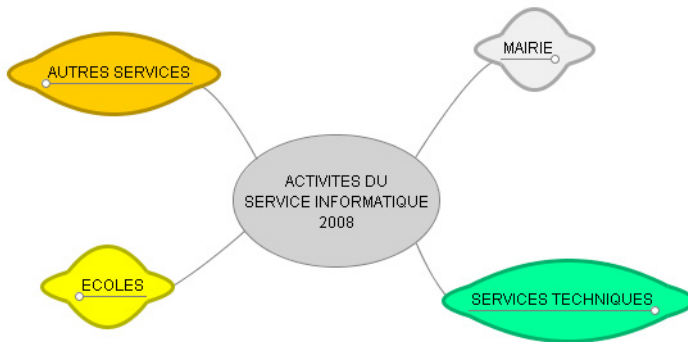 AUTRES SERVICES
MAIRIE
ACTIVITES DU
SERVICE INFORMATIQUE
2008
ECOLES
SERVICES TECHNIQUES